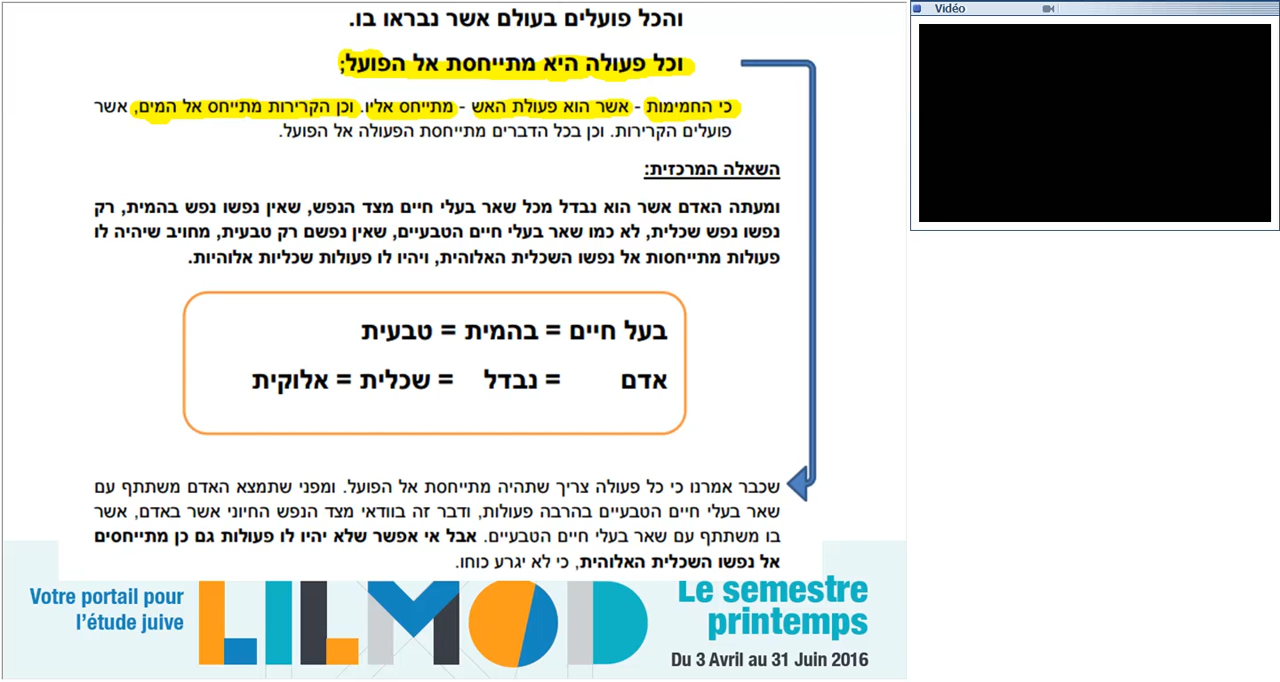 והכל פועלים בעולם אשר נבראו בו.
וכל פעולה היא מתייחסת אל הפועל;
כי החמימות - אשר הוא פעולת האש - מתייחס אליו. וכן הקרירות מתייחס אל המים, אשר
פועלים הקרירות. וכן בכל הדברים מתייחסת הפעולה אל הפועל.
השאלה המרכזית:
ומעתה האדם אשר הוא נבדל מכל שאר בעלי חיים מצד הנפש, שאין נפשו נפש בהמית, רק
נפשו נפש שכלית, לא כמו שאר בעלי חיים הטבעיים, שאין נפשם רק טבעית, מחויב שיהיה לו
פעולות מתייחסות אל נפשו השכלית האלוהית, ויהיו לו פעולות שכליות אלוהיות.
בעל חיים = בהמית = טבעית
אדם = נבדל = שכלית = אלוקית
שכבר אמרנו כי כל פעולה צריך שתהיה מתייחסת אל הפועל. ומפני שתמצא האדם משתתף עם
שאר בעלי חיים הטבעיים בהרבה פעולות, ודבר זה בוודאי מצד הנפש החיוני אשר באדם, אשר
בו משתתף עם שאר בעלי חיים הטבעיים. אבל אי אפשר שלא יהיו לו פעולות גם כן מתייחסים
אל נפשו השכלית האלוהית, כי לא יגרע כוחו.
Votre portail pour
l'étude juive
LILMOD
Le semestre
printemps
Du 3 Avril au 31 Juin 2016
Vidéo